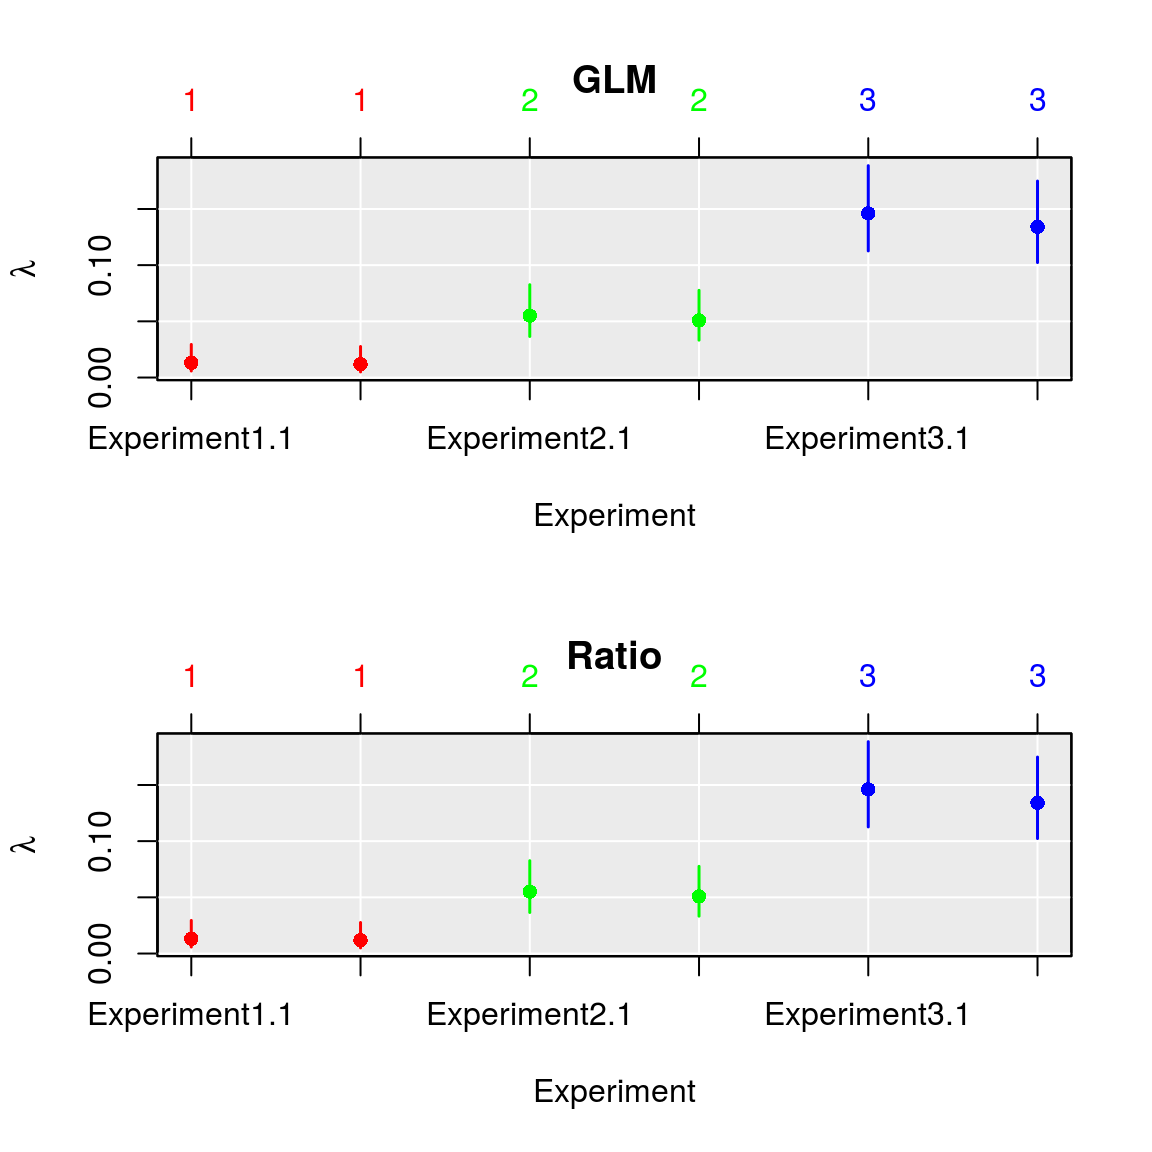 GLM
1 1 2 2 3 3
λ
0.10
0.00
Experiment1.1 Experiment2.1 Experiment3.1
Experiment
Ratio
1 1 2 2 3 3
λ
0.10
0.00
Experiment1.1 Experiment2.1 Experiment3.1
Experiment